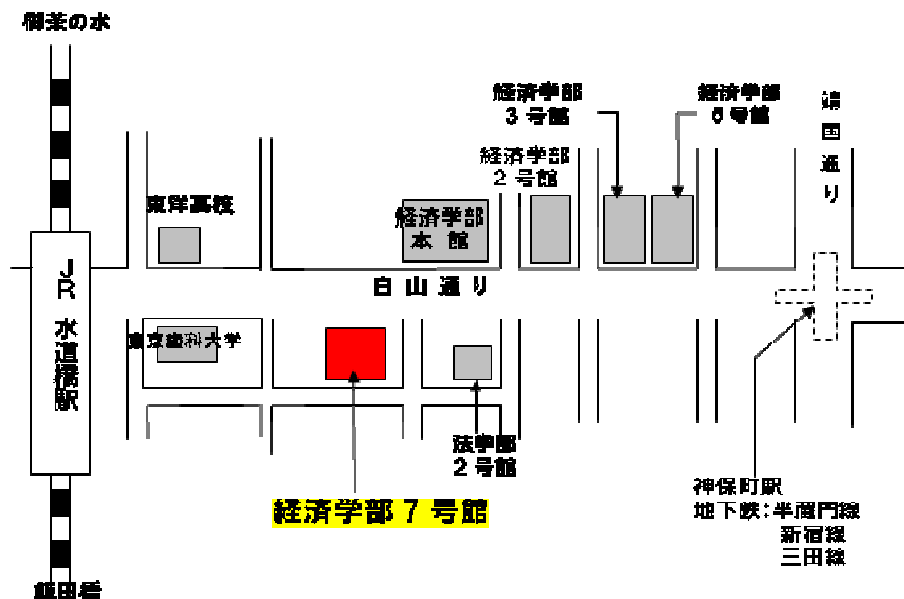 御茶の水
経済学部
3 号館
経済学部
6 号館
靖国通り
経済学部
2 号館
東洋高校
経済学部
本 館
白 山 通 り
JR 水道橋駅
東京歯科大学
法学部
2 号館
経済学部 7 号館
神保町駅
地下鉄:半蔵門線
新宿線
三田線
飯田橋